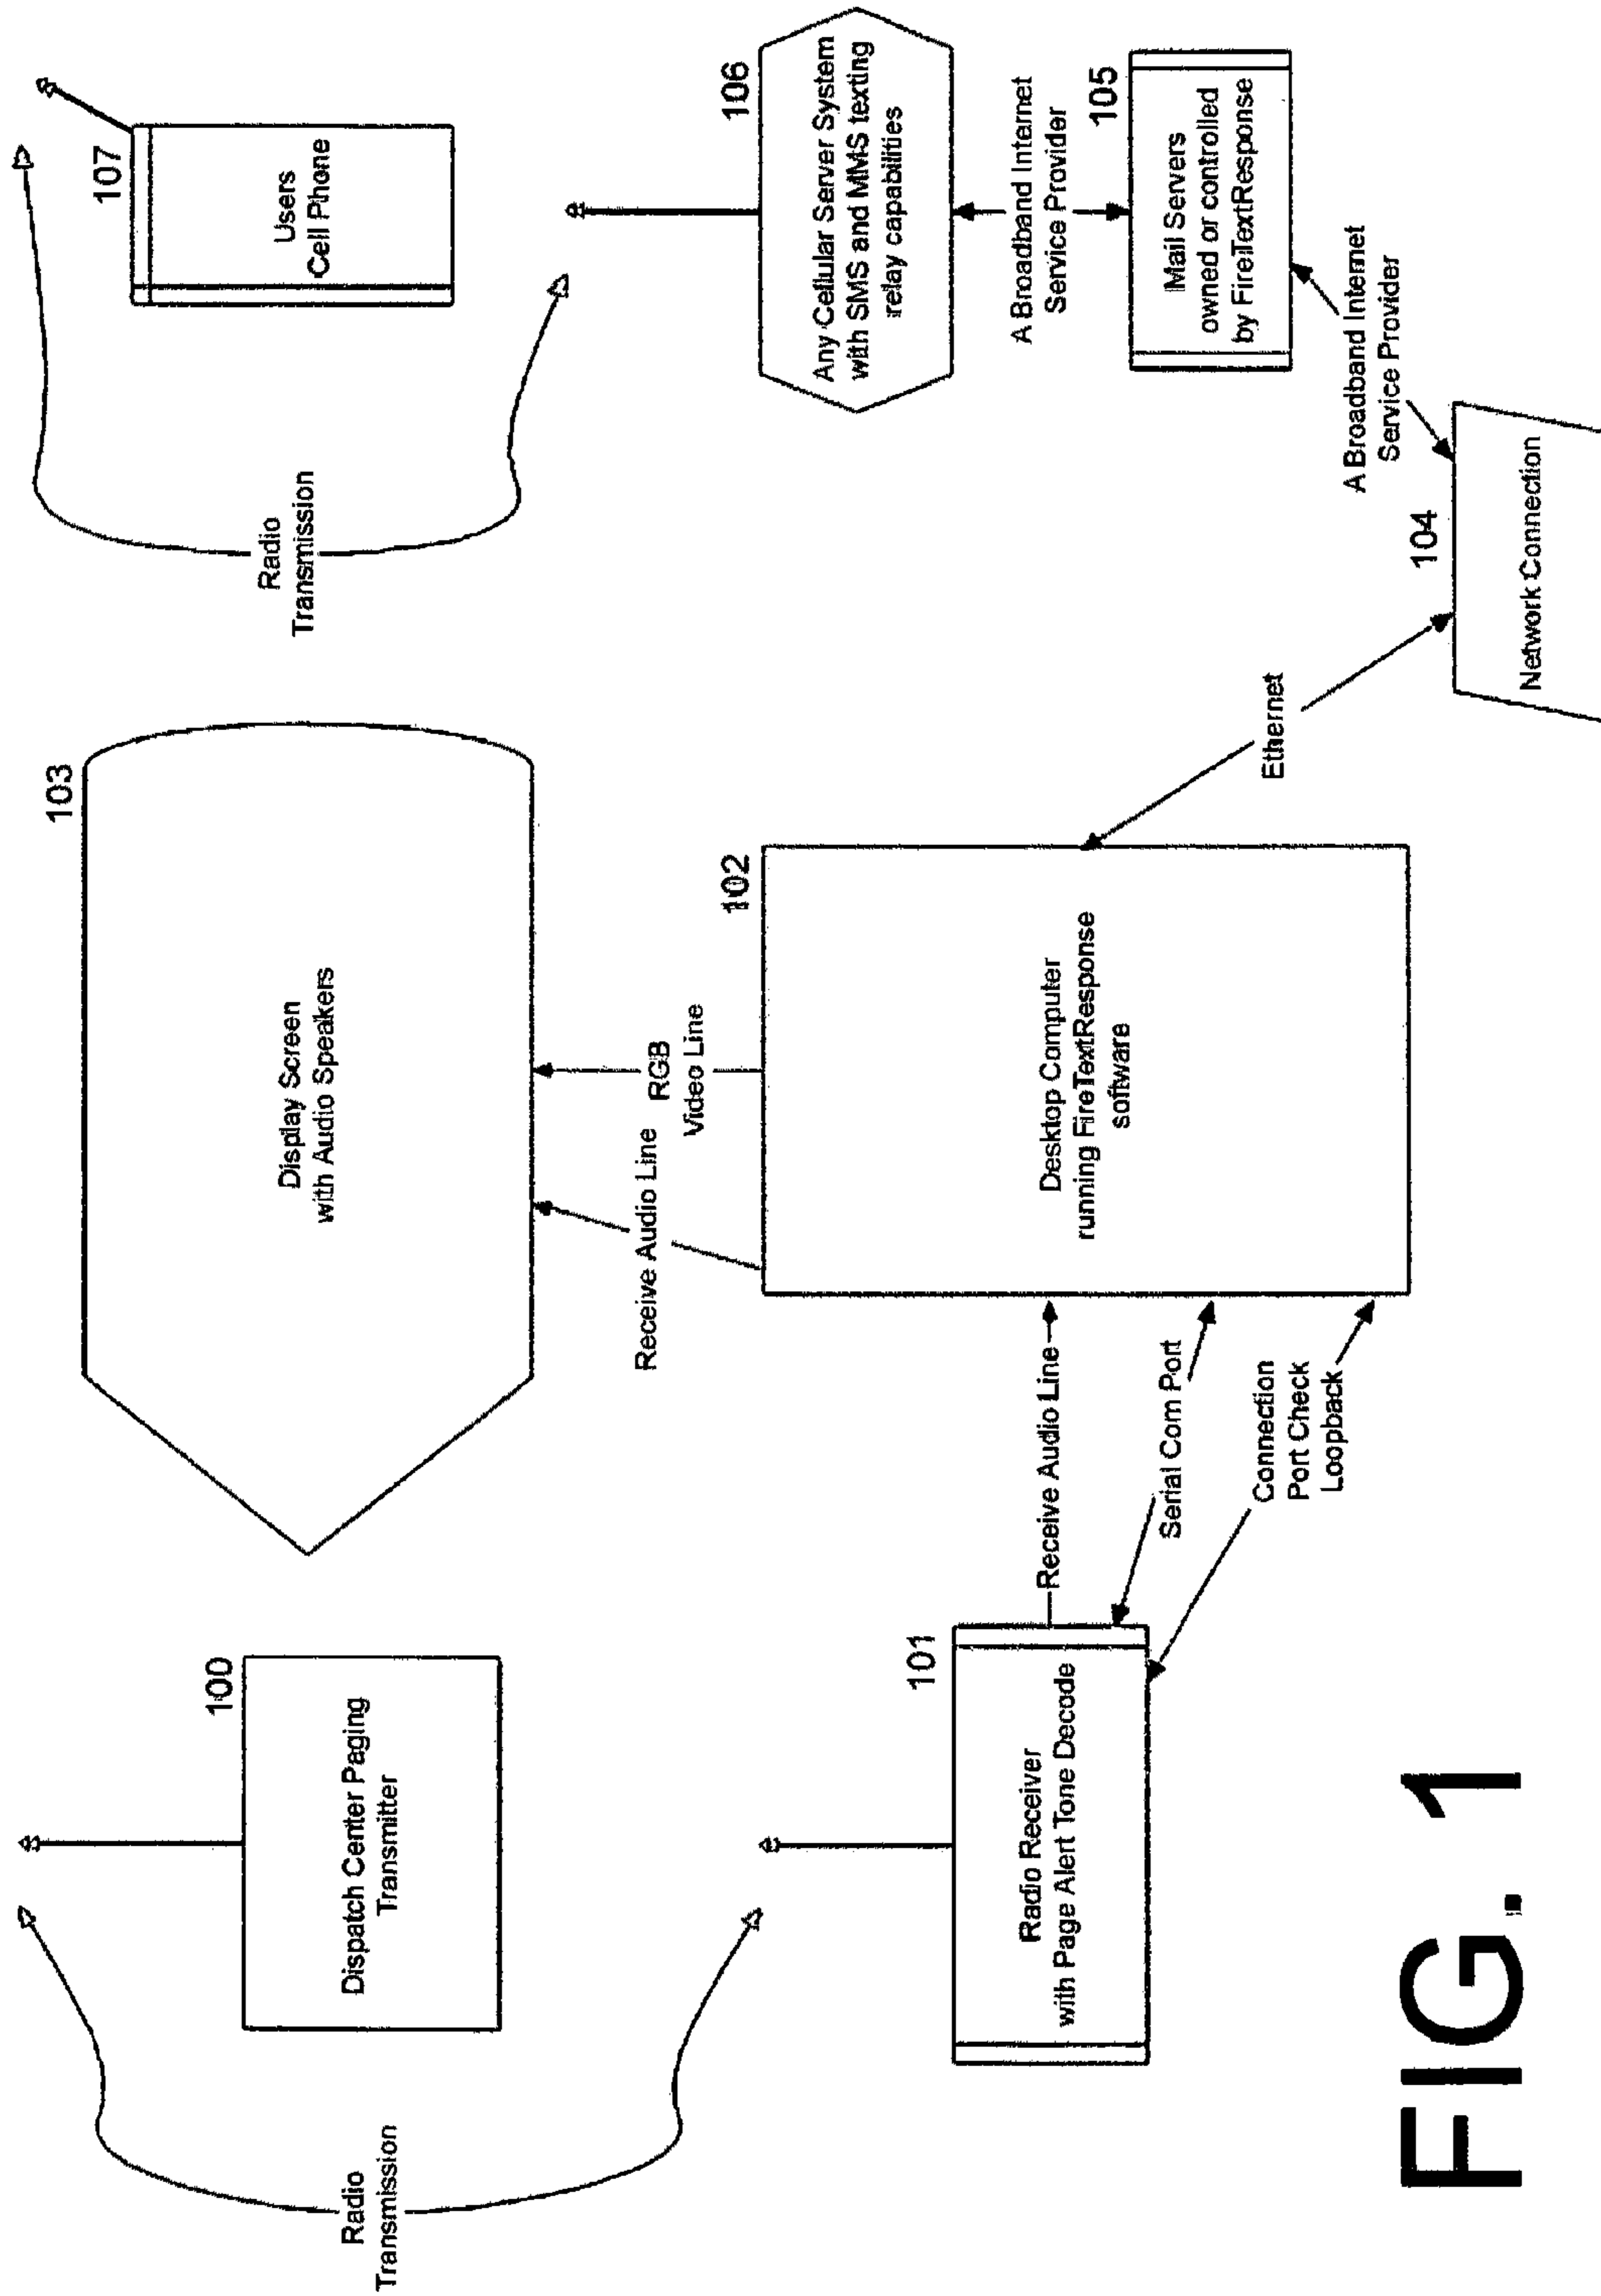 100
Dispatch Center Paging
Transmitter
Radio
Transmission
101
Radio Receiver
with Page Alert Tone Decode
Receive Audio Line
Serial Com Port
Connection
Port Check
Loopback
103
Display Screen
with Audio Speakers
Receive Audio Line
RGB
Video Line
102
Desktop Computer
running FireTextResponse
software
Ethernet
104
Network Connection
A Broadband Internet
Service Provider
105
Mail Servers
owned or controlled
by FireTextResponse
A Broadband Internet
Service Provider
106
Any Cellular Server System
with SMS and MMS texting
relay capabilities
Radio
Transmission
107
Users
Cell Phone
FIG. 1